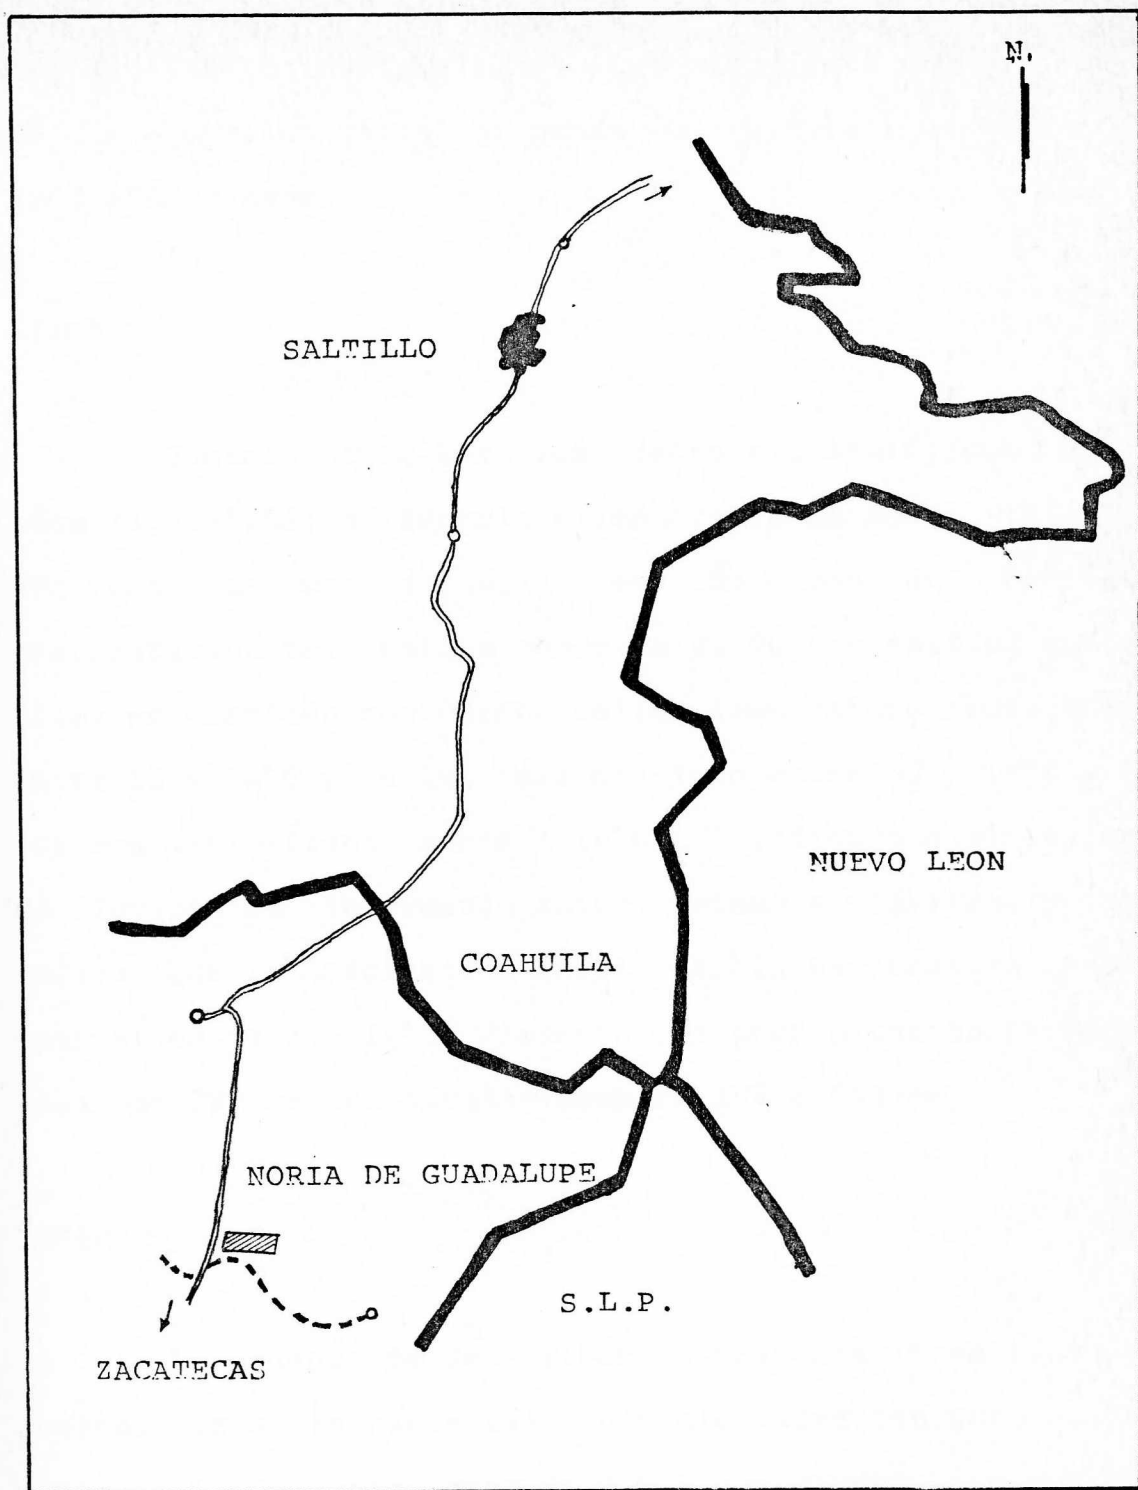 N.
SALTILLO
NUEVO LEON
COAHUILA
NORIA DE GUADALUPE
S.L.P.
ZACATECAS